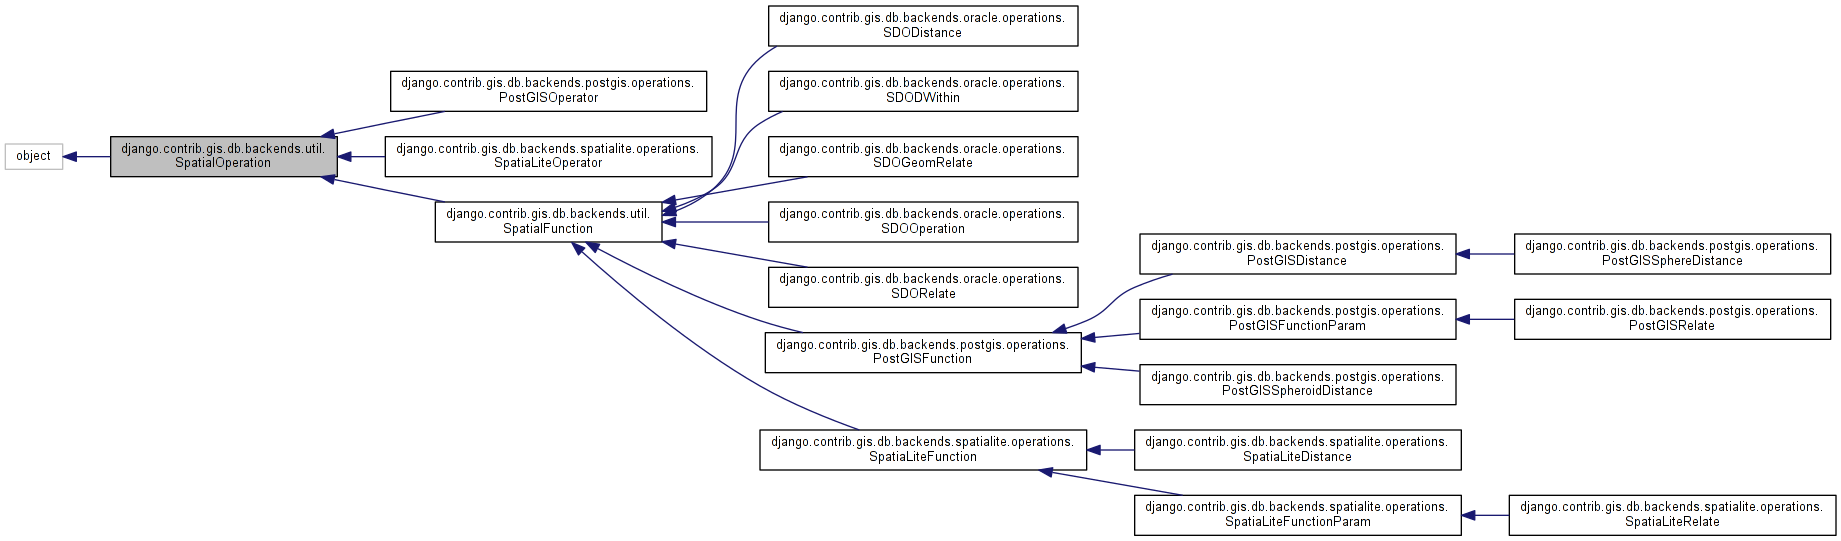 object
django.contrib.gis.db.backends.util.
SpatialOperation
django.contrib.gis.db.backends.postgis.operations.
PostGISOperator
django.contrib.gis.db.backends.spatialite.operations.
SpatiaLiteOperator
django.contrib.gis.db.backends.util.
SpatialFunction
django.contrib.gis.db.backends.oracle.operations.
SDODistance
django.contrib.gis.db.backends.oracle.operations.
SDODWithin
django.contrib.gis.db.backends.oracle.operations.
SDOGeomRelate
django.contrib.gis.db.backends.oracle.operations.
SDOOperation
django.contrib.gis.db.backends.oracle.operations.
SDORelate
django.contrib.gis.db.backends.postgis.operations.
PostGISFunction
django.contrib.gis.db.backends.spatialite.operations.
SpatiaLiteFunction
django.contrib.gis.db.backends.postgis.operations.
PostGISDistance
django.contrib.gis.db.backends.postgis.operations.
PostGISFunctionParam
django.contrib.gis.db.backends.postgis.operations.
PostGISSpheroidDistance
django.contrib.gis.db.backends.spatialite.operations.
SpatiaLiteDistance
django.contrib.gis.db.backends.spatialite.operations.
SpatiaLiteFunctionParam
django.contrib.gis.db.backends.postgis.operations.
PostGISSphereDistance
django.contrib.gis.db.backends.postgis.operations.
PostGISRelate
django.contrib.gis.db.backends.spatialite.operations.
SpatiaLiteRelate